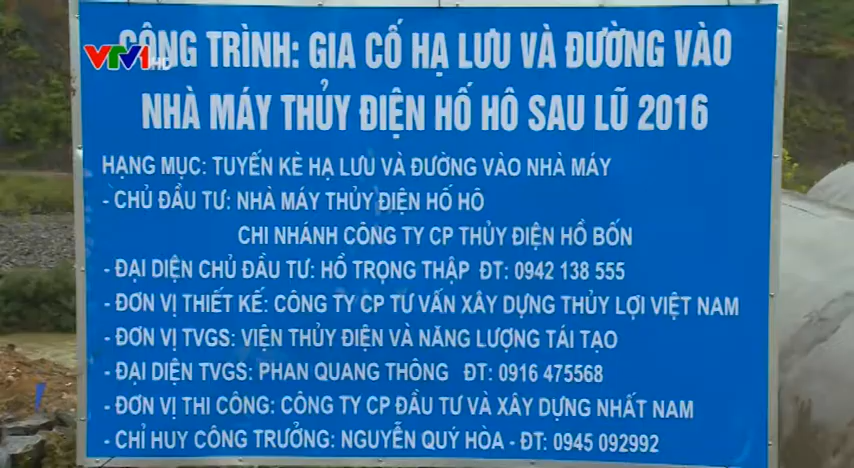 VTV1 HD
CÔNG TRÌNH: GIA CỐ HẠ LƯU VÀ ĐƯỜNG VÀO
NHÀ MÁY THỦY ĐIỆN HỐ HÔ SAU LŨ 2016
HẠNG MỤC: TUYẾN KÈ HẠ LƯU VÀ ĐƯỜNG VÀO NHÀ MÁY
- CHỦ ĐẦU TƯ: NHÀ MÁY THỦY ĐIỆN HỐ HÔ
CHI NHÁNH CÔNG TY CP THỦY ĐIỆN HỒ BỐN
- ĐẠI DIỆN CHỦ ĐẦU TƯ: HỒ TRỌNG THẬP ĐT: 0942 138 555
- ĐƠN VỊ THIẾT KẾ: CÔNG TY CP TƯ VẤN XÂY DỰNG THỦY LỢI VIỆT NAM
- ĐƠN VỊ TVGS: VIỆN THỦY ĐIỆN VÀ NĂNG LƯỢNG TÁI TẠO
- ĐẠI DIỆN TVGS: PHAN QUANG THÔNG ĐT: 0916 475568
- ĐƠN VỊ THI CÔNG: CÔNG TY CP ĐẦU TƯ VÀ XÂY DỰNG NHẤT NAM
- CHỈ HUY CÔNG TRƯỜNG: NGUYỄN QUÝ HÒA - ĐT: 0945 092992